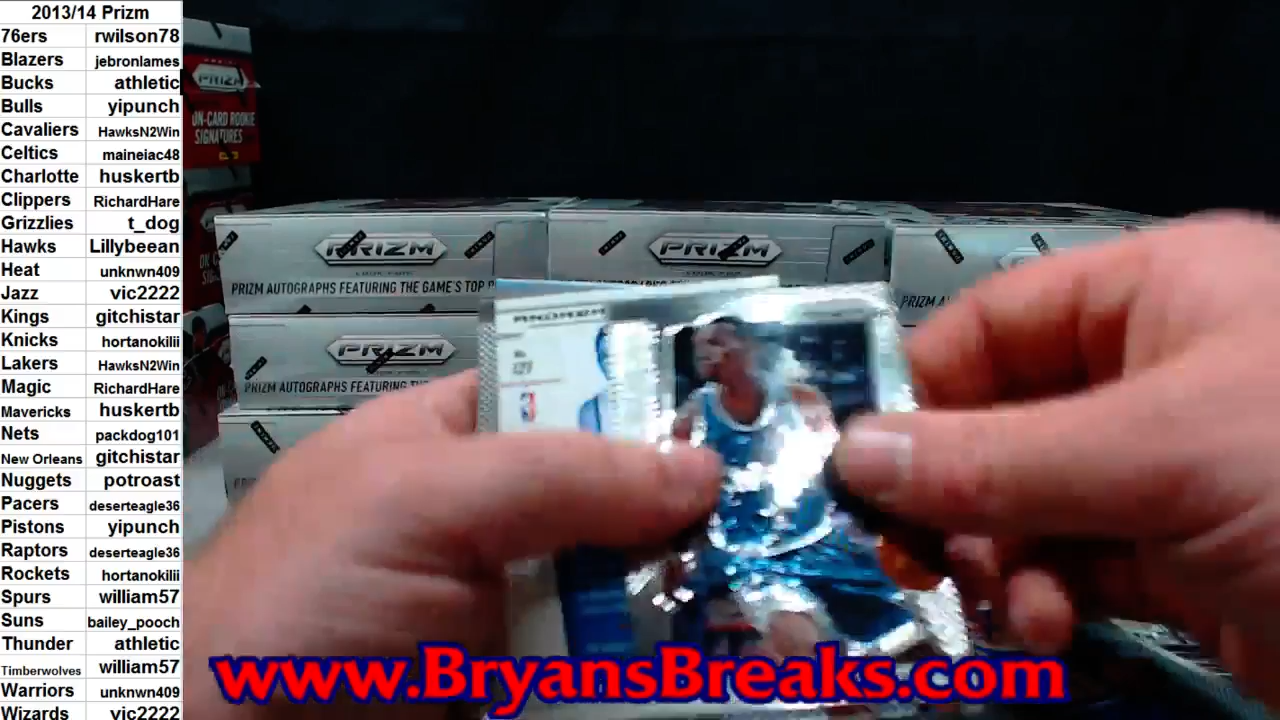 2013/14 Prizm
76ers rwilson78
Blazers jebronlames
Bucks athletic
Bulls yipunch
Cavaliers HawksN2Win
Celtics maineiac48
Charlotte huskertb
Clippers RichardHare
Grizzlies t_dog
Hawks Lillybeean
Heat unknwn409
Jazz vic2222
Kings gitchistar
Knicks hortanokilii
Lakers HawksN2Win
Magic RichardHare
Mavericks huskertb
Nets packdog101
New Orleans gitchistar
Nuggets potroast
Pacers deserteagle36
Pistons yipunch
Raptors deserteagle36
Rockets hortanokilii
Spurs william57
Suns bailey_pooch
Thunder athletic
Timberwolves william57
Warriors unknwn409
Wizards vic2222
PRIZM
ON-CARD ROOKIE
SIGNATURES
PRIZM
PRIZM AUTOGRAPHS FEATURING THE GAME'S TOP
PRIZM
PRIZM A
PRIZM
PRIZM AUTOGRAPHS FEATURING THE
www.BryansBreaks.com